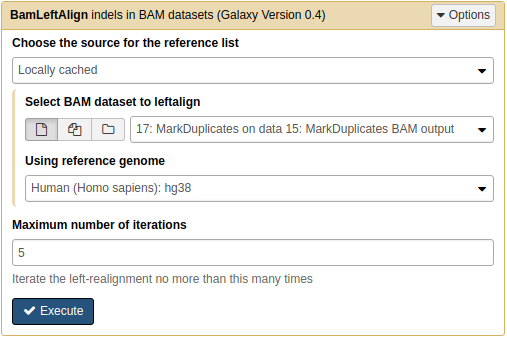 BamLeftAlign indels in BAM datasets (Galaxy Version 0.4)
Options
Choose the source for the reference list
Locally cached
Select BAM dataset to leftalign
17: MarkDuplicates on data 15: MarkDuplicates BAM output
Using reference genome
Human (Homo sapiens): hg38
Maximum number of iterations
5
Iterate the left-realignment no more than this many times
Execute